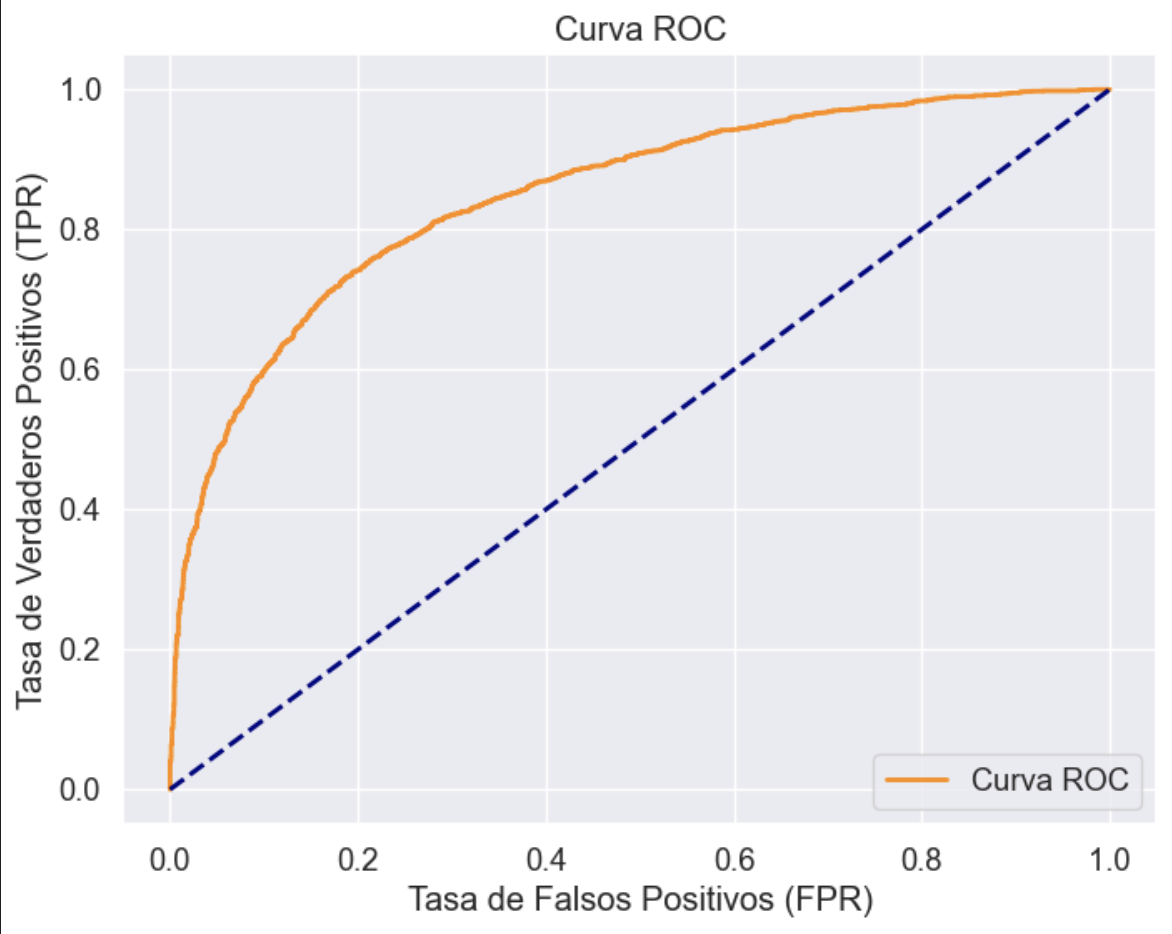 Curva ROC
Tasa de Verdaderos Positivos (TPR)
1.0
0.8
0.6
0.4
0.2
0.0
Curva ROC
0.0 0.2 0.4 0.6 0.8 1.0
Tasa de Falsos Positivos (FPR)